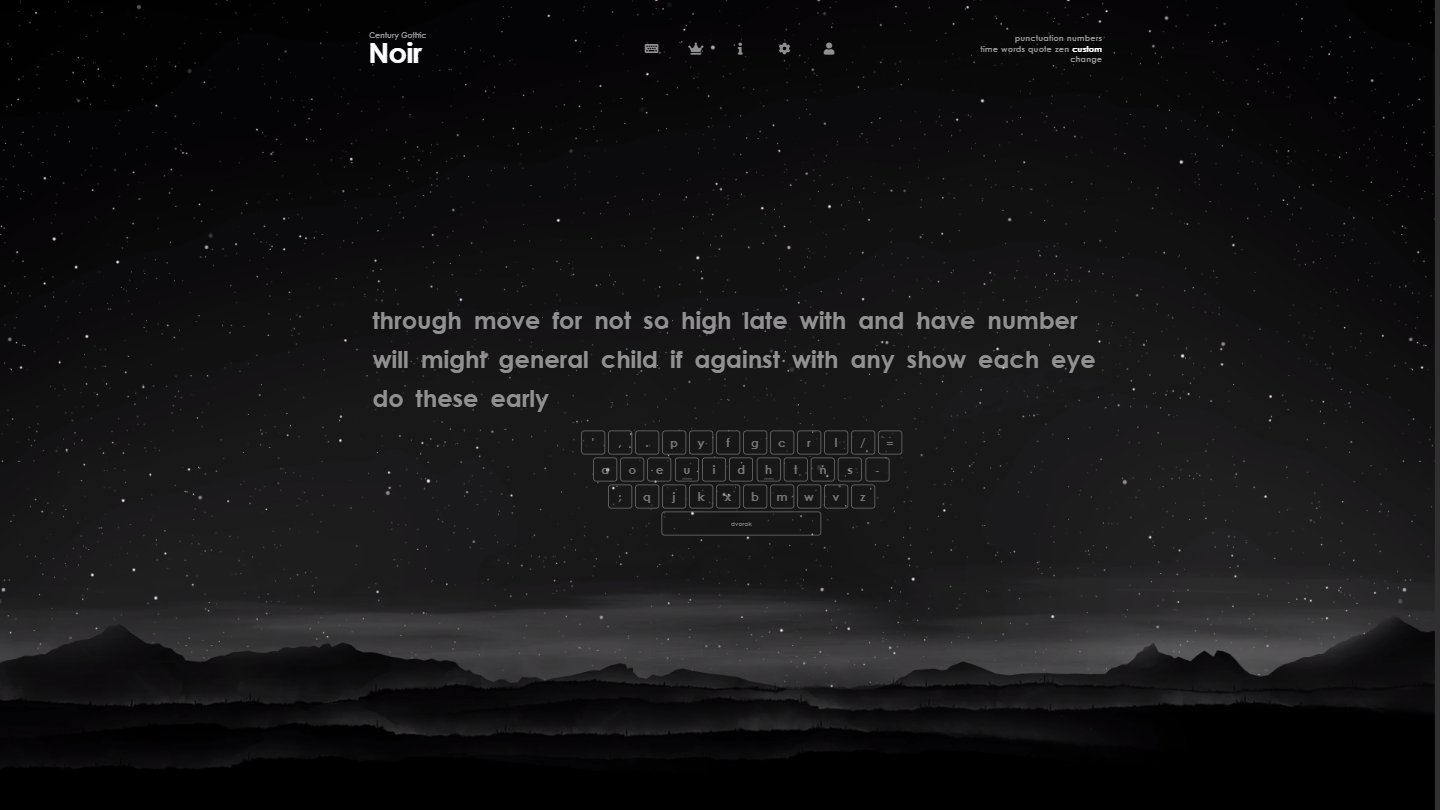 Century Gothic
Noir
punctuation numbers
time words quote zen custom
change
through move for not so high late with and have number
will might general child if against with any show each eye
do these early
' , . p y f g c r l / =
a o e u i d h t n s -
; q j k x b m w v z
dvorak